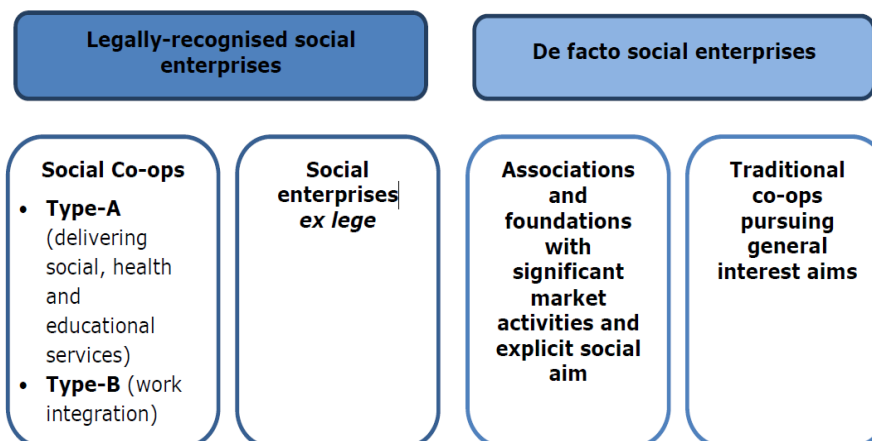 Legally-recognised social
enterprises
De facto social enterprises
Social Co-ops
• Type-A
(delivering
social, health
and
educational
services)
• Type-B (work
integration)
Social
enterprises
ex lege
Associations
and
foundations
with
significant
market
activities and
explicit social
aim
Traditional
co-ops
pursuing
general
interest aims